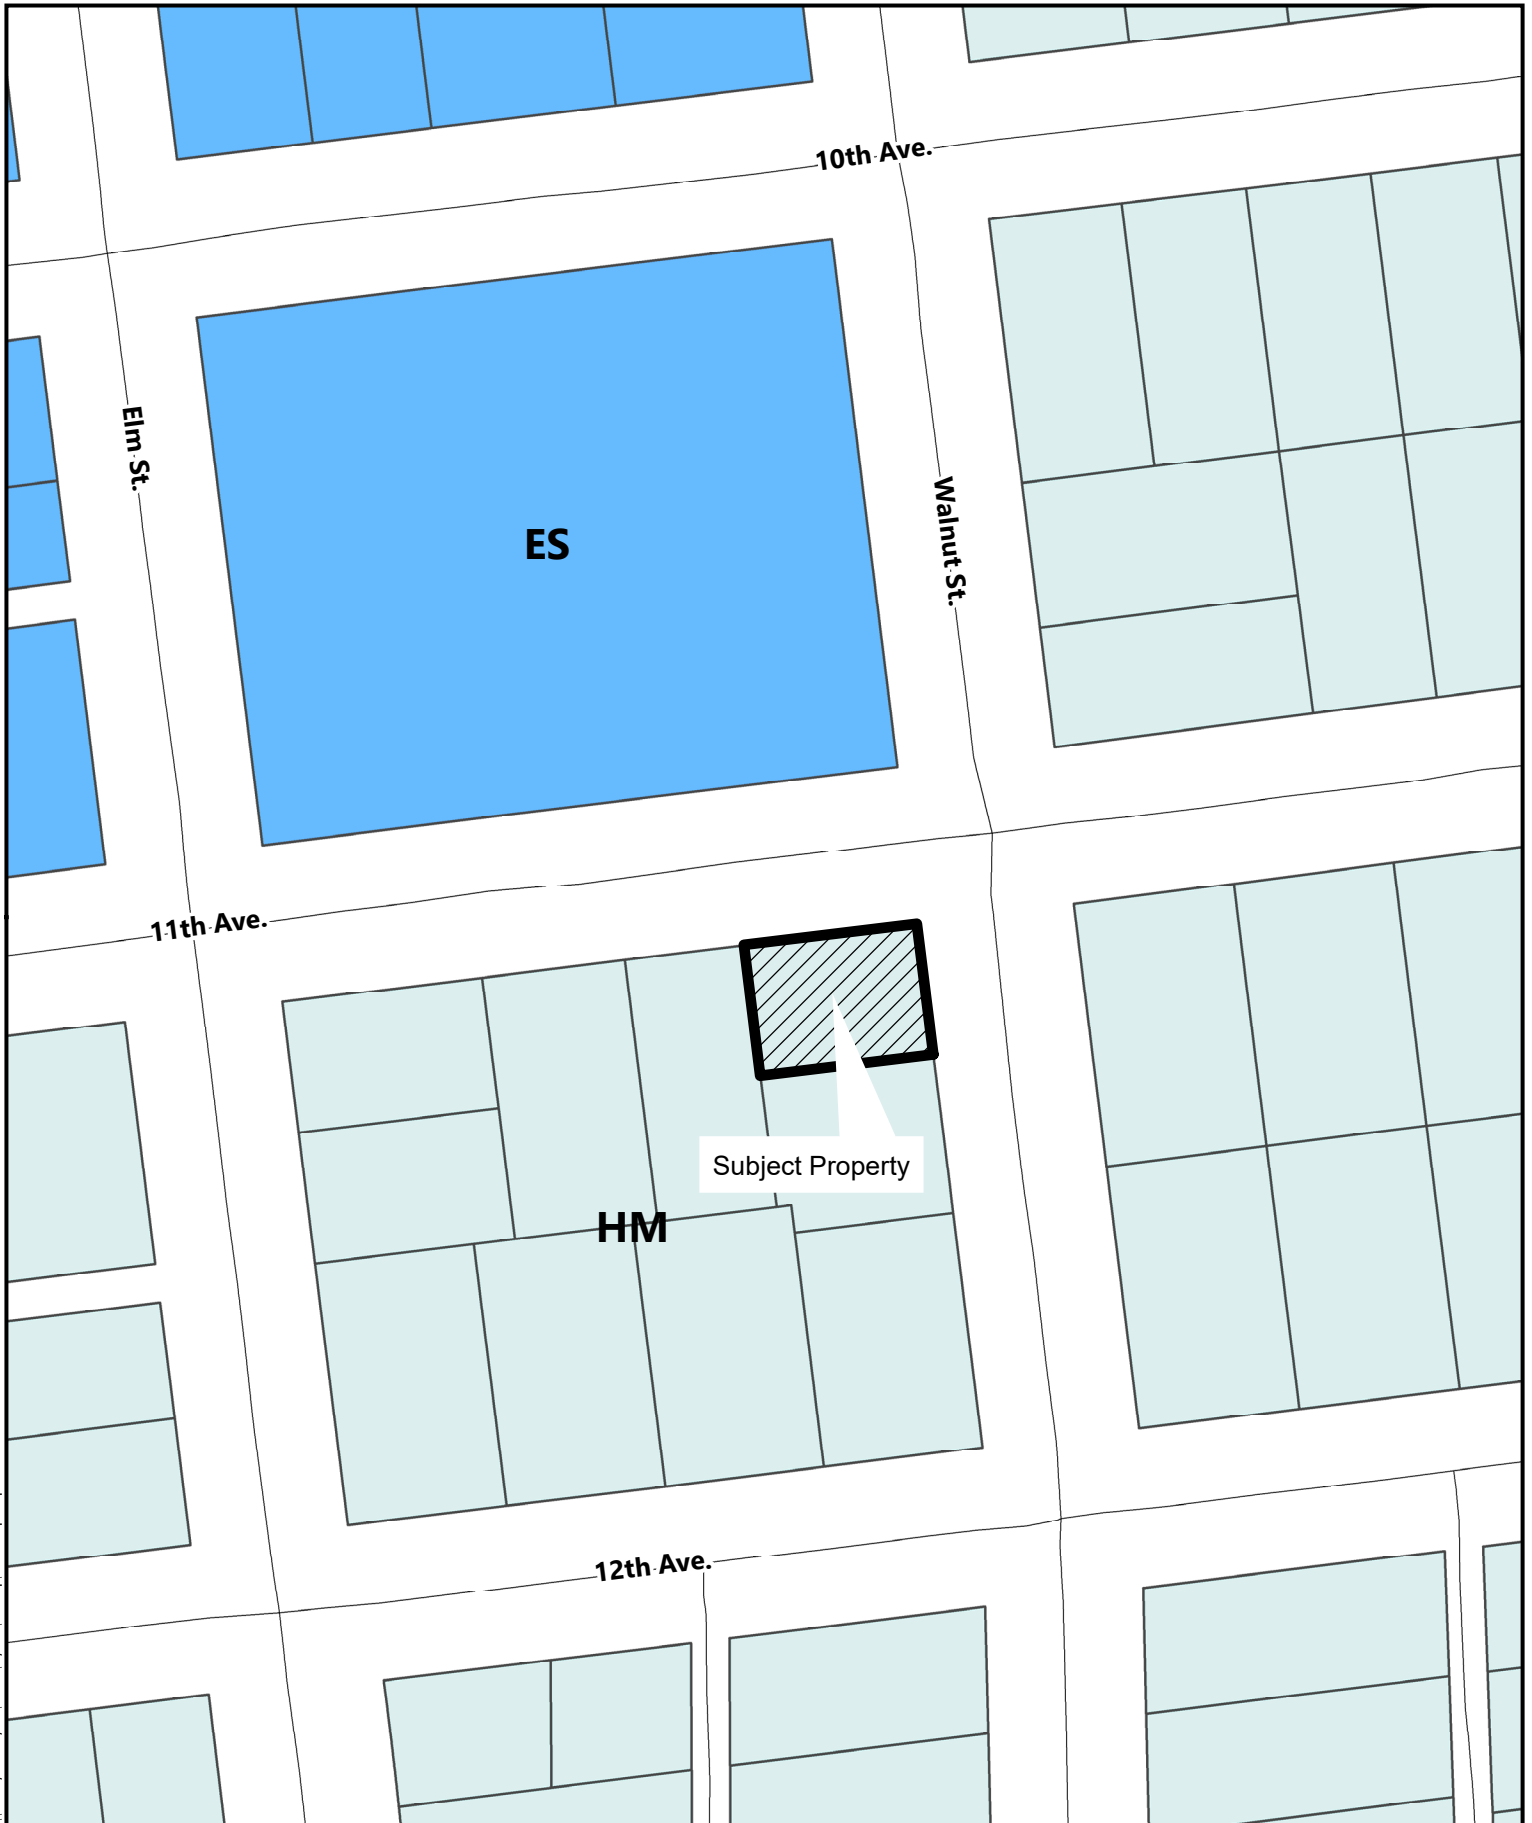 10th Ave.
Elm St.
Walnut St.
ES
11th Ave.
Subject Property
HM
12th Ave.